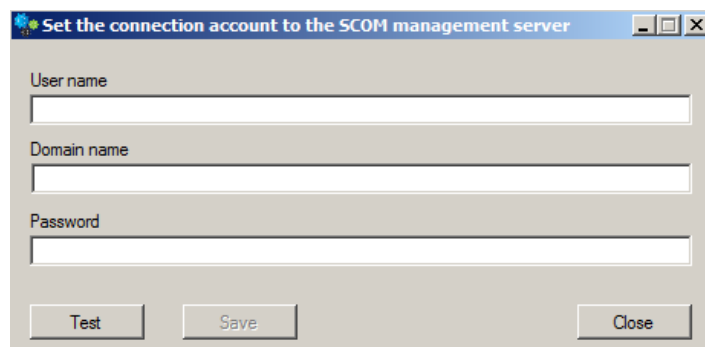 Set the connection account to the SCOM management server
User name
Domain name
Password
Test Save Close